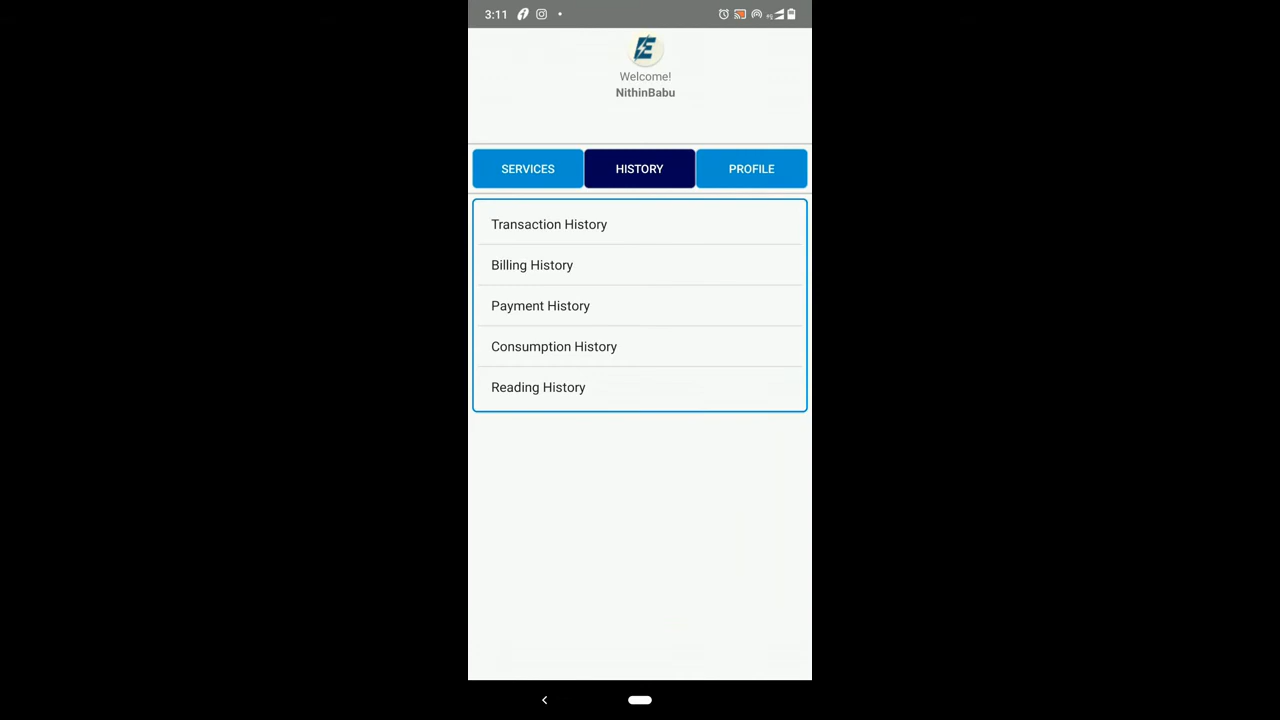 3:11
E
Welcome!
NithinBabu
SERVICES HISTORY PROFILE
Transaction History
Billing History
Payment History
Consumption History
Reading History